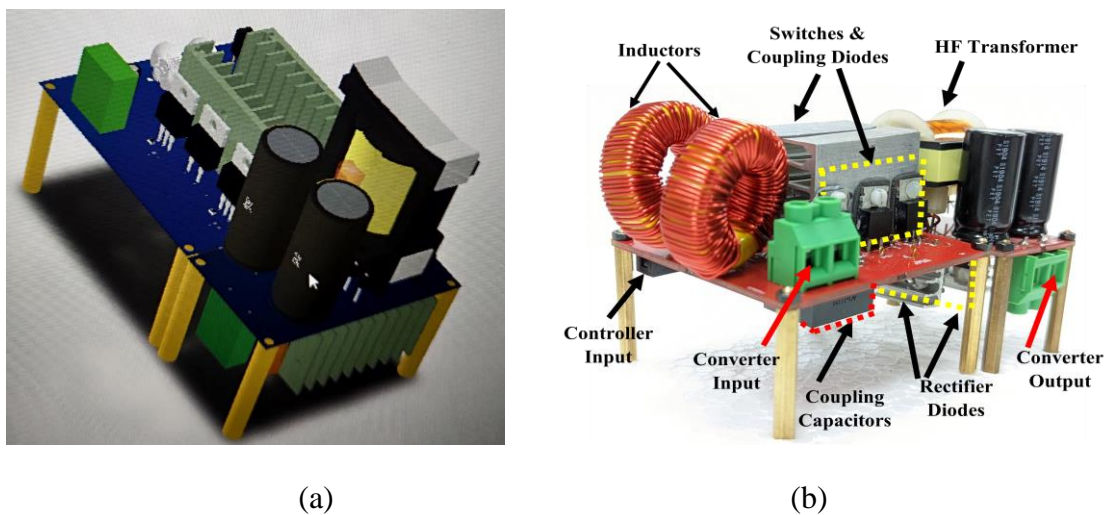 Inductors
Switches &
Coupling Diodes
HF Transformer
Controller
Input
Converter
Input
Coupling
Capacitors
Rectifier
Diodes
Converter
Output
(a)
(b)